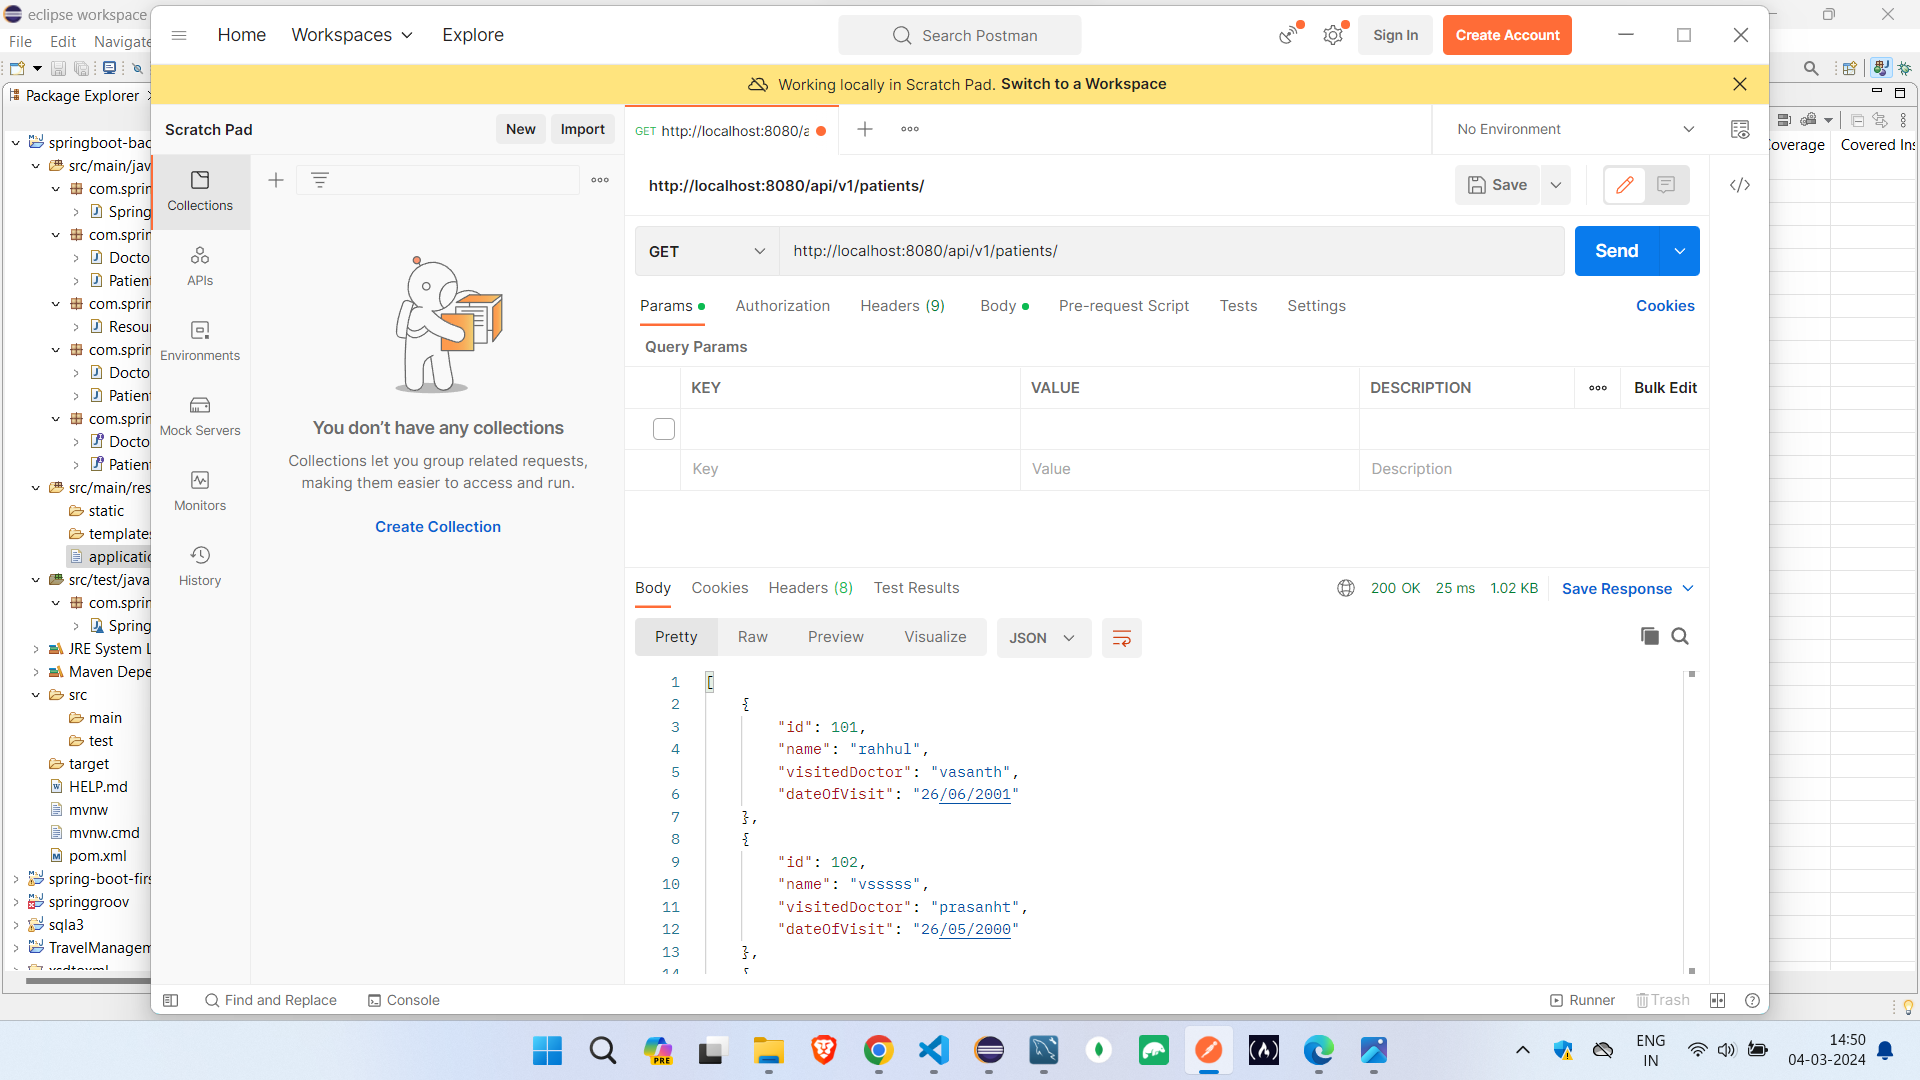 eclipse workspace
File Edit Navigate
Package Explorer
springboot-bac
src/main/jav
com.sprin
Spring
com.sprin
Docto
Patien
com.sprin
Resour
com.sprin
Docto
Patien
com.sprin
Docto
Patien
src/main/res
static
templates
applicatio
src/test/java
com.sprin
Spring
JRE System L
Maven Depe
src
main
test
target
HELP.md
mvnw
mvnw.cmd
pom.xml
spring-boot-firs
springgroov
sqla3
TravelManagem
Home Workspaces Explore
Search Postman
Sign In
Create Account
Working locally in Scratch Pad. Switch to a Workspace
Scratch Pad
New Import
Collections
APIs
Environments
Mock Servers
Monitors
History
You don’t have any collections
Collections let you group related requests,
making them easier to access and run.
Create Collection
GET http://localhost:8080/a
No Environment
http://localhost:8080/api/v1/patients/
Save
GET http://localhost:8080/api/v1/patients/
Send
Params Authorization Headers (9) Body Pre-request Script Tests Settings Cookies
Query Params
KEY VALUE DESCRIPTION Bulk Edit
Key Value Description
Body Cookies Headers (8) Test Results 200 OK 25 ms 1.02 KB Save Response
Pretty Raw Preview Visualize JSON
1 [
2 {
3 "id": 101,
4 "name": "rahhul",
5 "visitedDoctor": "vasanth",
6 "dateOfVisit": "26/06/2001"
7 },
8 {
9 "id": 102,
10 "name": "vsssss",
11 "visitedDoctor": "prasanht",
12 "dateOfVisit": "26/05/2000"
13 },
14 {
Find and Replace Console
Runner Trash
Coverage Covered Ins
PRE
ENG
IN
14:50
04-03-2024